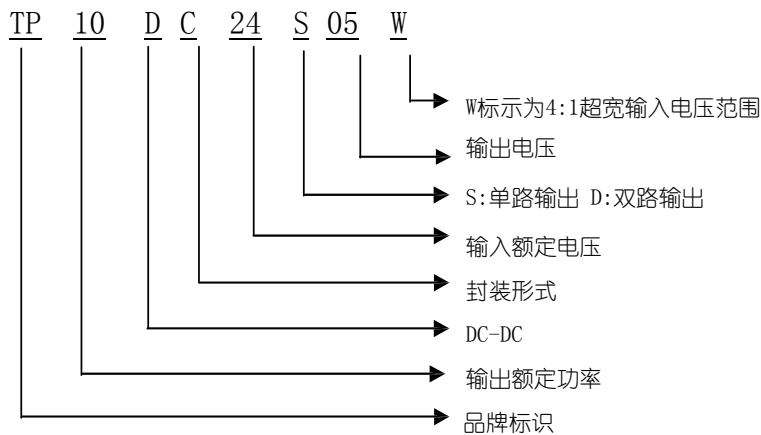 TP 10 D C 24 S 05 W
W标示为4:1超宽输入电压范围
输出电压
S:单路输出 D:双路输出
输入额定电压
封装形式
DC-DC
输出额定功率
品牌标识